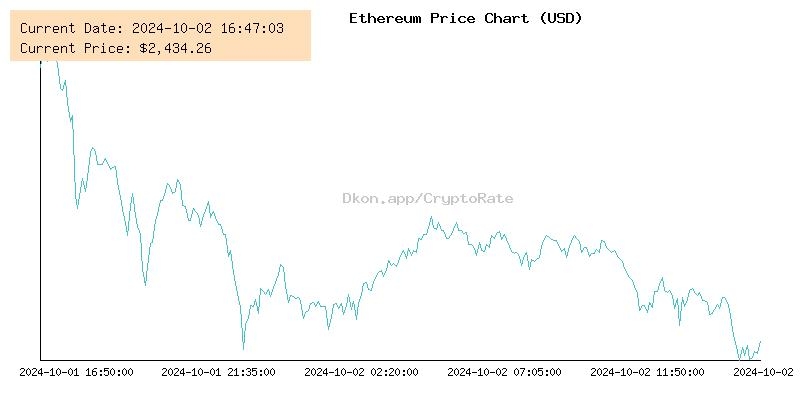 Ethereum Price Chart (USD)
Current Date: 2024-10-02 16:47:03
Current Price: $2,434.26
Dkon.app/CryptoRate
2024-10-01 16:50:00 2024-10-01 21:35:00 2024-10-02 02:20:00 2024-10-02 07:05:00 2024-10-02 11:50:00 2024-10-02